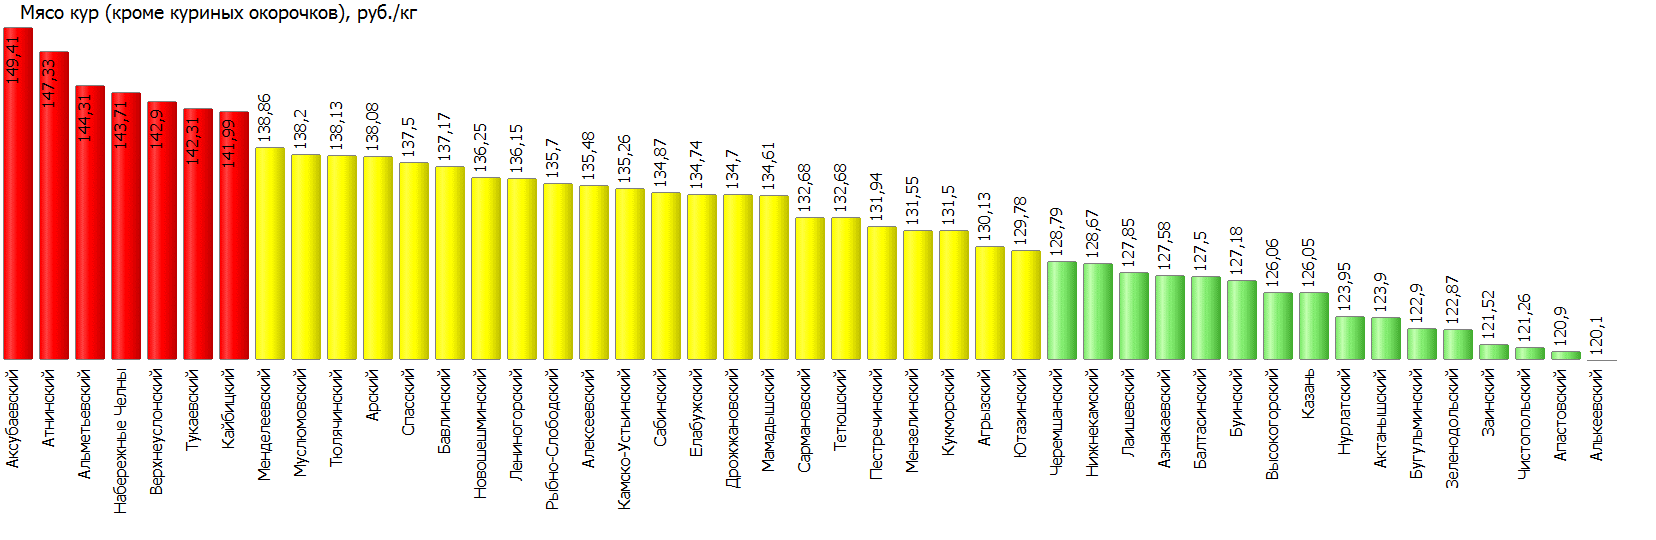 Мясо кур (кроме куриных окорочков), руб./кг
149,41
147,33
144,31
143,71
142,9
142,31
141,99
138,86
138,2
138,13
138,08
137,5
137,17
136,25
136,15
135,7
135,48
135,26
134,87
134,74
134,7
134,61
132,68
132,68
131,94
131,55
131,5
130,13
129,78
128,79
128,67
127,85
127,58
127,5
127,18
126,06
126,05
123,95
123,9
122,9
122,87
121,52
121,26
120,9
120,1
Аксубаевский
Атнинский
Альметьевский
Набережные Челны
Верхнеуслонский
Тукаевский
Кайбицкий
Менделеевский
Муслюмовский
Тюлячинский
Арский
Спасский
Бавлинский
Новошешминский
Лениногорский
Рыбно-Слободский
Алексеевский
Камско-Устьинский
Сабинский
Елабужский
Дрожжановский
Мамадышский
Сармановский
Тетюшский
Пестречинский
Мензелинский
Кукморский
Агрызский
Ютазинский
Черемшанский
Нижнекамский
Лаишевский
Азнакаевский
Балтасинский
Буинский
Высокогорский
Казань
Нурлатский
Актанышский
Бугульминский
Зеленодольский
Заинский
Чистопольский
Апастовский
Алькеевский